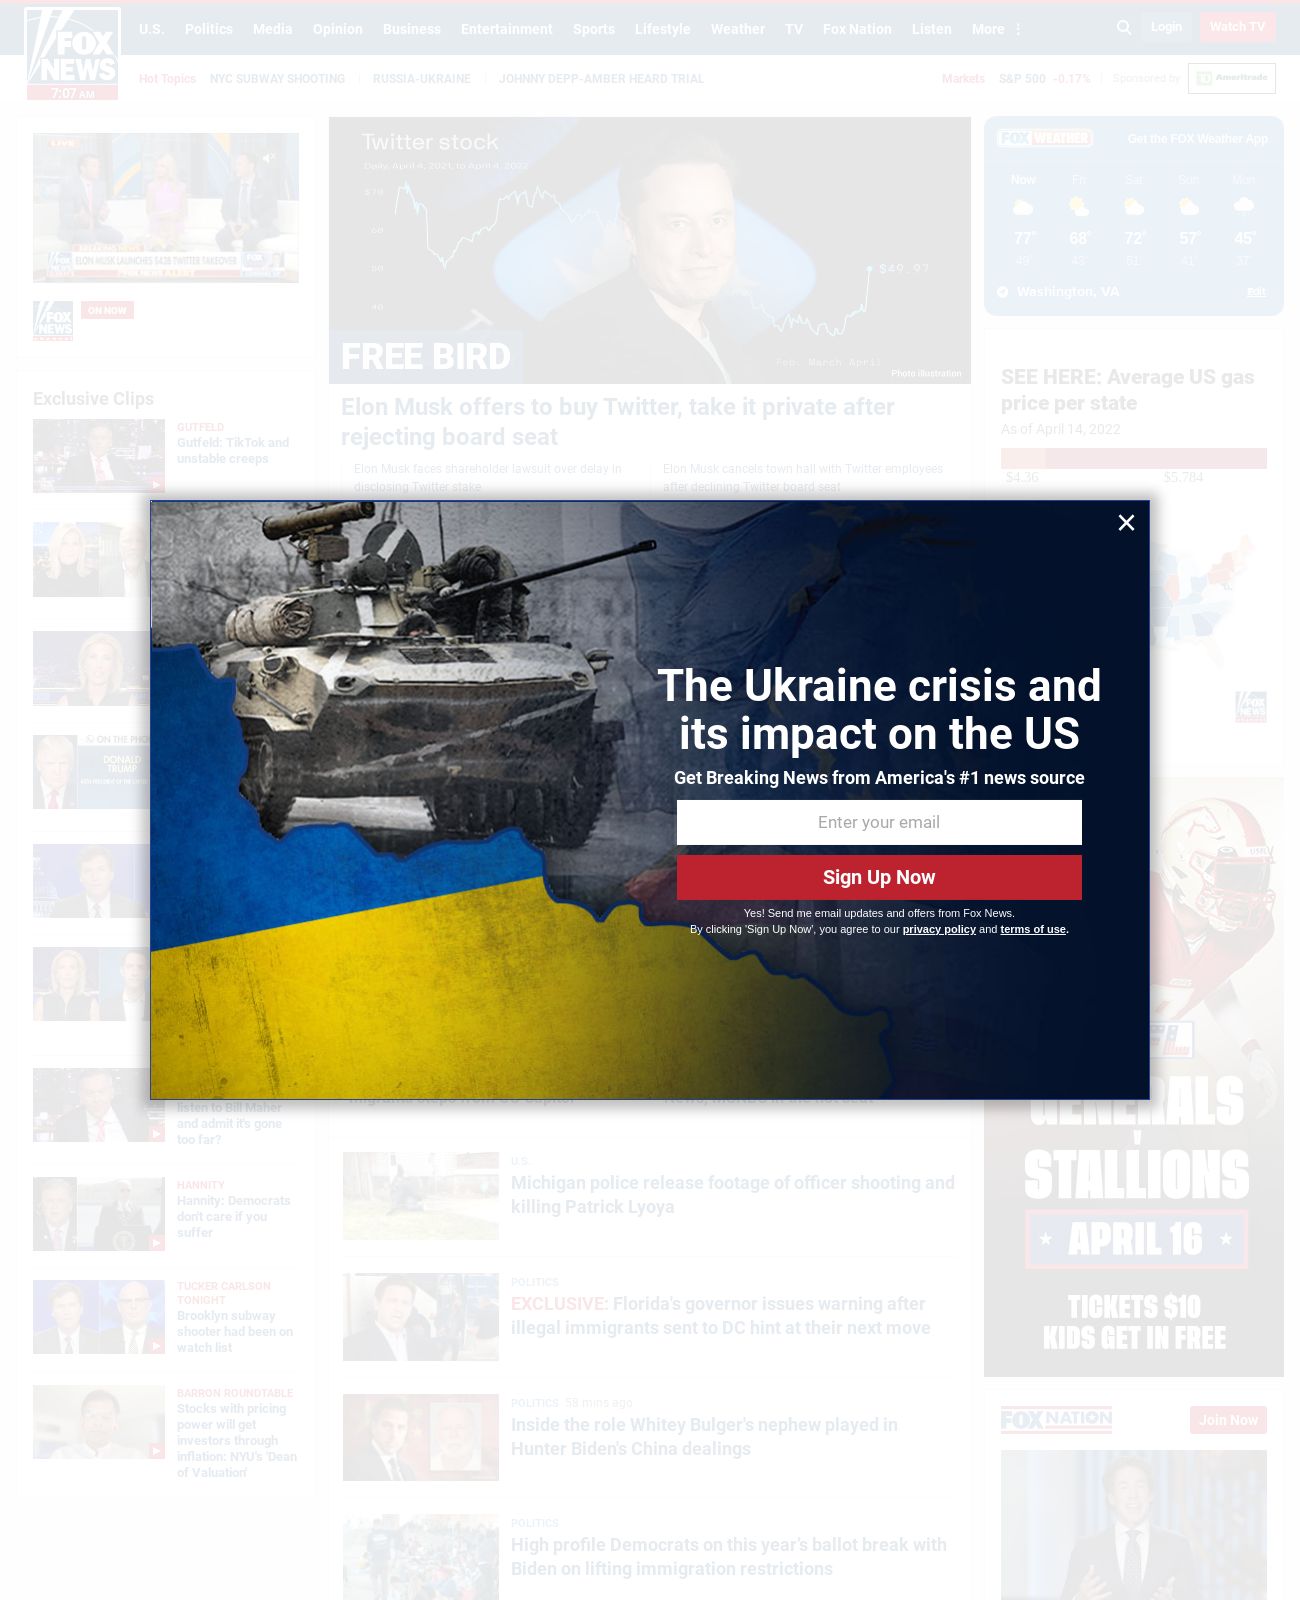 U.S. Politics Media Opinion Business Entertainment Sports Lifestyle Weather TV Fox Nation Listen More
Login
Watch TV
FOX
NEWS
7:07 AM
Hot Topics NYC SUBWAY SHOOTING RUSSIA-UKRAINE JOHNNY DEPP-AMBER HEARD TRIAL
Markets S&P 500 -0.17% Sponsored by Ameritrade
LIVE
BREAKING NEWS
ELON MUSK LAUNCHES $43B TWITTER TAKEOVER
FOX NEWS ALERT
FOX
NEWS
ON NOW
Exclusive Clips
GUTFELD
Gutfeld: TikTok and
unstable creeps
ON THE PHONE
DONALD
TRUMP
listen to Bill Maher
and admit it's gone
too far?
HANNITY
Hannity: Democrats
don't care if you
suffer
TUCKER CARLSON
TONIGHT
Brooklyn subway
shooter had been on
watch list
BARRON ROUNDTABLE
Stocks with pricing
power will get
investors through
inflation: NYU's 'Dean
of Valuation'
Twitter stock
Daily, April 4, 2021, to April 4, 2022
$79
60
50
40
$49.97
Feb. March April
FREE BIRD
Photo illustration
Elon Musk offers to buy Twitter, take it private after
rejecting board seat
Elon Musk faces shareholder lawsuit over delay in
disclosing Twitter stake
Elon Musk cancels town hall with Twitter employees
after declining Twitter board seat
The Ukraine crisis and
its impact on the US
Get Breaking News from America's #1 news source
Enter your email
Sign Up Now
Yes! Send me email updates and offers from Fox News.
By clicking 'Sign Up Now', you agree to our privacy policy and terms of use.
U.S.
Michigan police release footage of officer shooting and
killing Patrick Lyoya
POLITICS
EXCLUSIVE: Florida's governor issues warning after
illegal immigrants sent to DC hint at their next move
POLITICS 58 mins ago
Inside the role Whitey Bulger's nephew played in
Hunter Biden's China dealings
POLITICS
High profile Democrats on this year's ballot break with
Biden on lifting immigration restrictions
FOX WEATHER
Get the FOX Weather App
Now Fri Sat Sun Mon
77° 68° 72° 57° 45°
49° 43° 51° 41° 37°
Washington, VA
Edit
SEE HERE: Average US gas
price per state
As of April 14, 2022
$4.36 $5.784
GENERALS
STALLIONS
APRIL 16
TICKETS $10
KIDS GET IN FREE
FOX NATION
Join Now